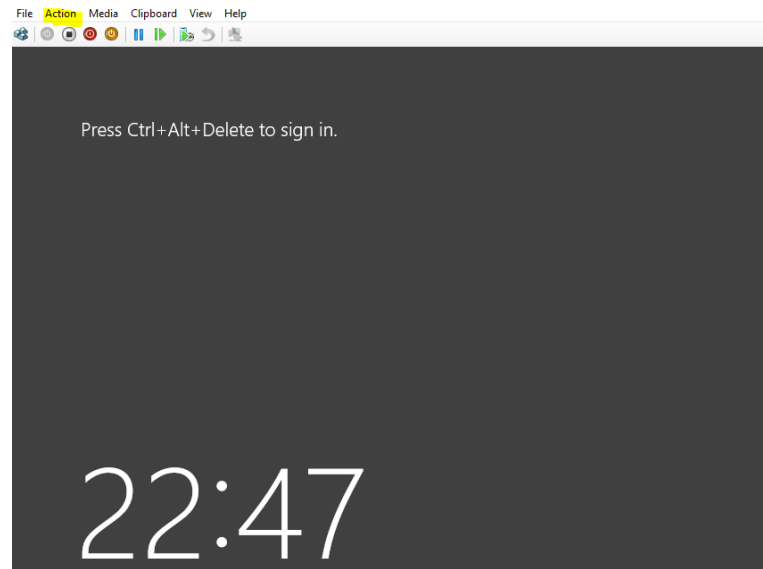 File Action Media Clipboard View Help
Press Ctrl+Alt+Delete to sign in.
22:47